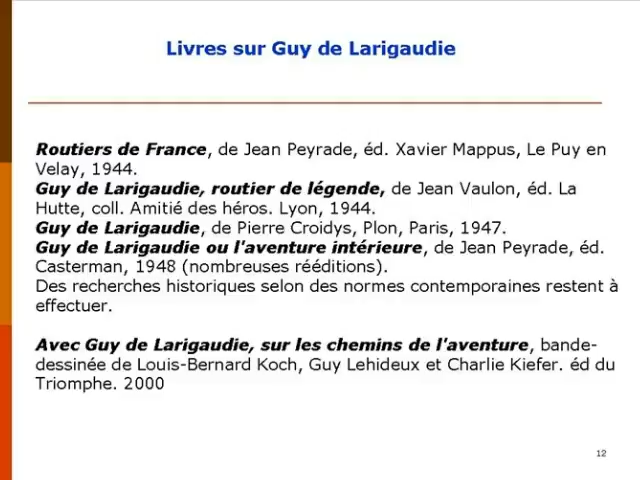 Livres sur Guy de Larigaudie
Routiers de France, de Jean Peyrade, éd. Xavier Mappus, Le Puy en
Velay, 1944.
Guy de Larigaudie, routier de légende, de Jean Vaulon, éd. La
Hutte, coll. Amitié des héros. Lyon, 1944.
Guy de Larigaudie, de Pierre Croidys, Plon, Paris, 1947.
Guy de Larigaudie ou l'aventure intérieure, de Jean Peyrade, éd.
Casterman, 1948 (nombreuses rééditions).
Des recherches historiques selon des normes contemporaines restent à
effectuer.
Avec Guy de Larigaudie, sur les chemins de l'aventure, bande-
dessinée de Louis-Bernard Koch, Guy Lehideux et Charlie Kiefer. éd du
Triomphe. 2000
12